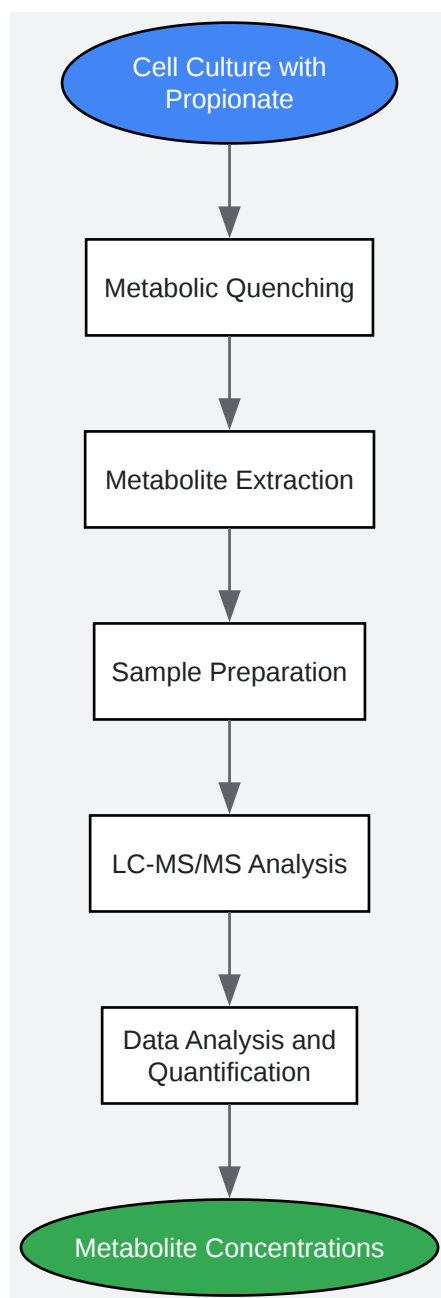 Cell Culture with
Propionate
Metabolic Quenching
Metabolite Extraction
Sample Preparation
LC-MS/MS Analysis
Data Analysis and
Quantification
Metabolite Concentrations